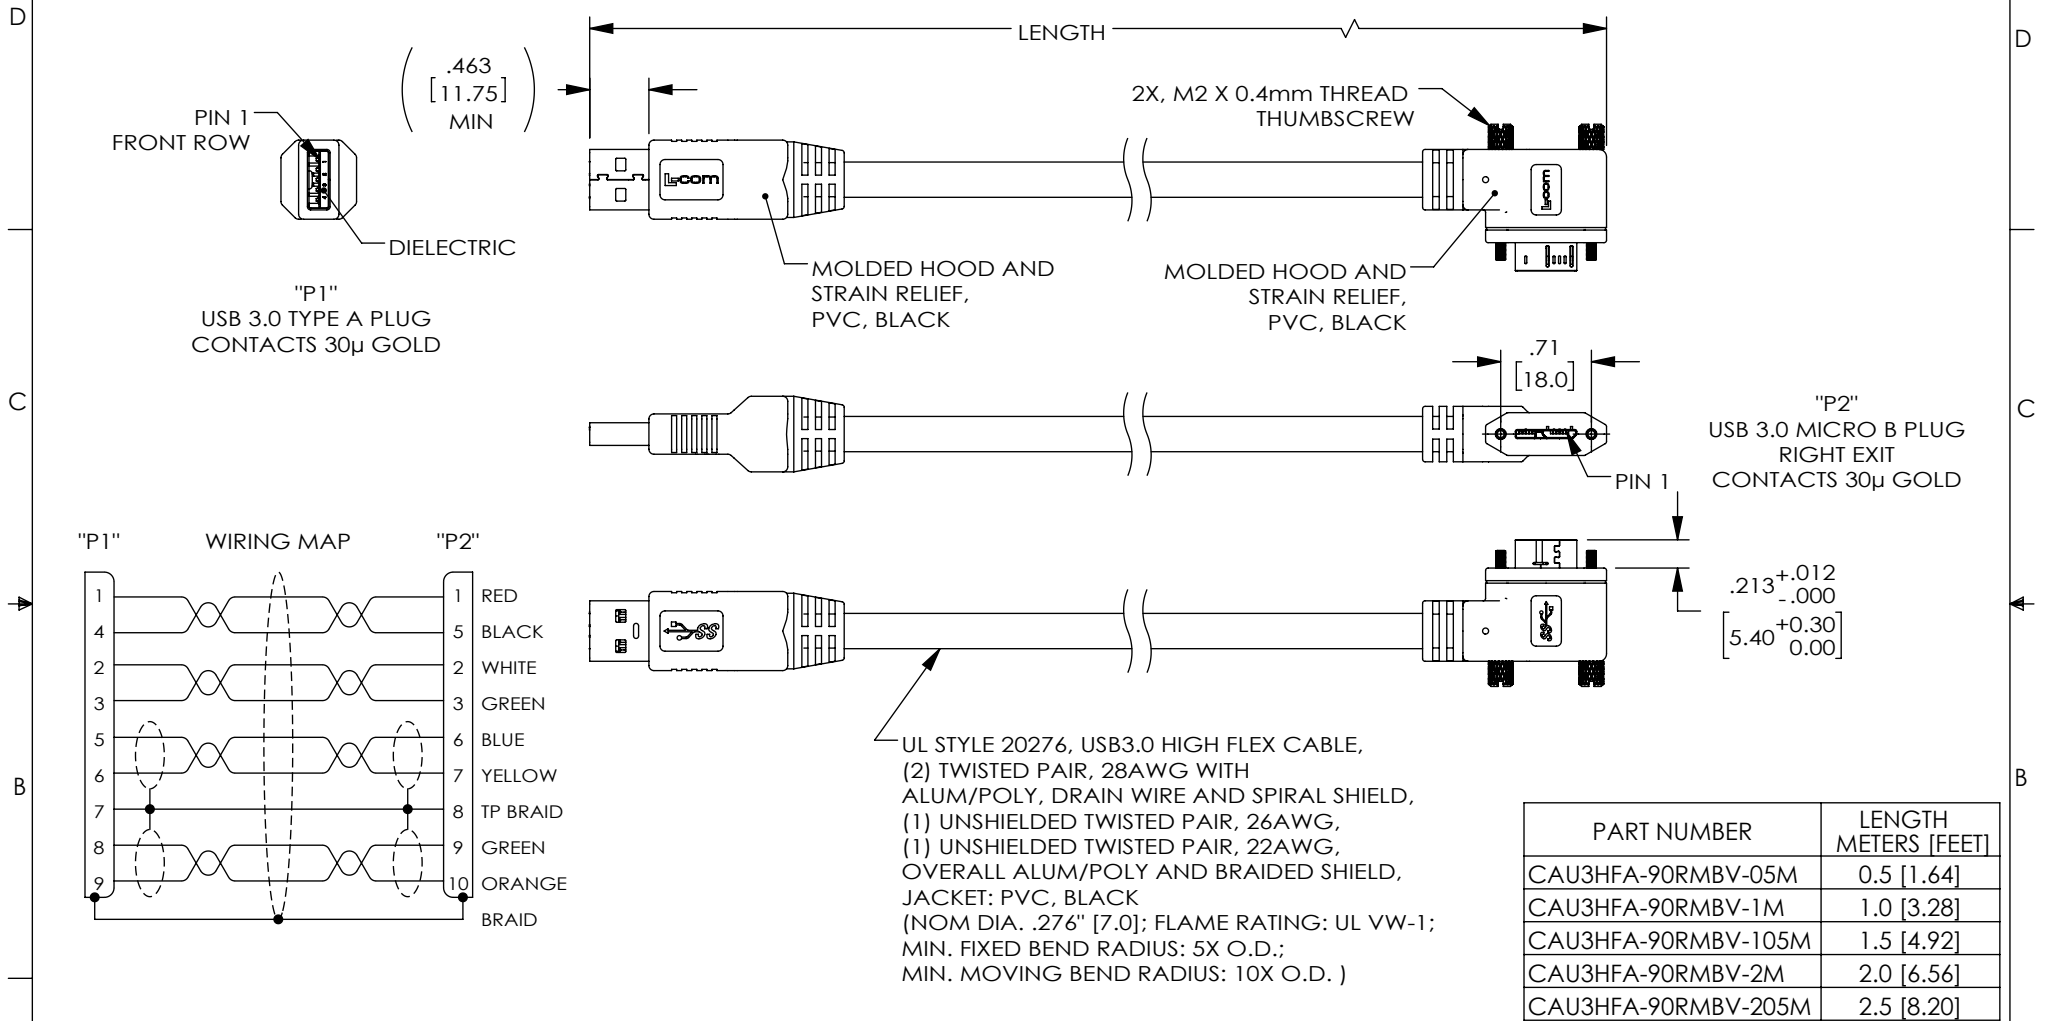 D
D
LENGTH
.463
[11.75]
MIN
PIN 1
FRONT ROW
2X, M2 X 0.4mm THREAD
THUMBSCREW
L-com
L-com
DIELECTRIC
"P1"
USB 3.0 TYPE A PLUG
CONTACTS 30µ GOLD
MOLDED HOOD AND
STRAIN RELIEF,
PVC, BLACK
MOLDED HOOD AND
STRAIN RELIEF,
PVC, BLACK
.71
[18.0]
C
C
"P2"
USB 3.0 MICRO B PLUG
RIGHT EXIT
CONTACTS 30µ GOLD
PIN 1
"P1" WIRING MAP "P2"
1 1 RED
4 5 BLACK
2 2 WHITE
3 3 GREEN
5 6 BLUE
6 7 YELLOW
7 8 TP BRAID
8 9 GREEN
9 10 ORANGE
BRAID
SS
SS
.213 +.012
-.000
[5.40 +0.30
0.00]
B
B
UL STYLE 20276, USB3.0 HIGH FLEX CABLE,
(2) TWISTED PAIR, 28AWG WITH
ALUM/POLY, DRAIN WIRE AND SPIRAL SHIELD,
(1) UNSHIELDED TWISTED PAIR, 26AWG,
(1) UNSHIELDED TWISTED PAIR, 22AWG,
OVERALL ALUM/POLY AND BRAIDED SHIELD,
JACKET: PVC, BLACK
(NOM DIA. .276" [7.0]; FLAME RATING: UL VW-1;
MIN. FIXED BEND RADIUS: 5X O.D.;
MIN. MOVING BEND RADIUS: 10X O.D. )
PART NUMBER LENGTH
METERS [FEET]
CAU3HFA-90RMBV-05M 0.5 [1.64]
CAU3HFA-90RMBV-1M 1.0 [3.28]
CAU3HFA-90RMBV-105M 1.5 [4.92]
CAU3HFA-90RMBV-2M 2.0 [6.56]
CAU3HFA-90RMBV-205M 2.5 [8.20]